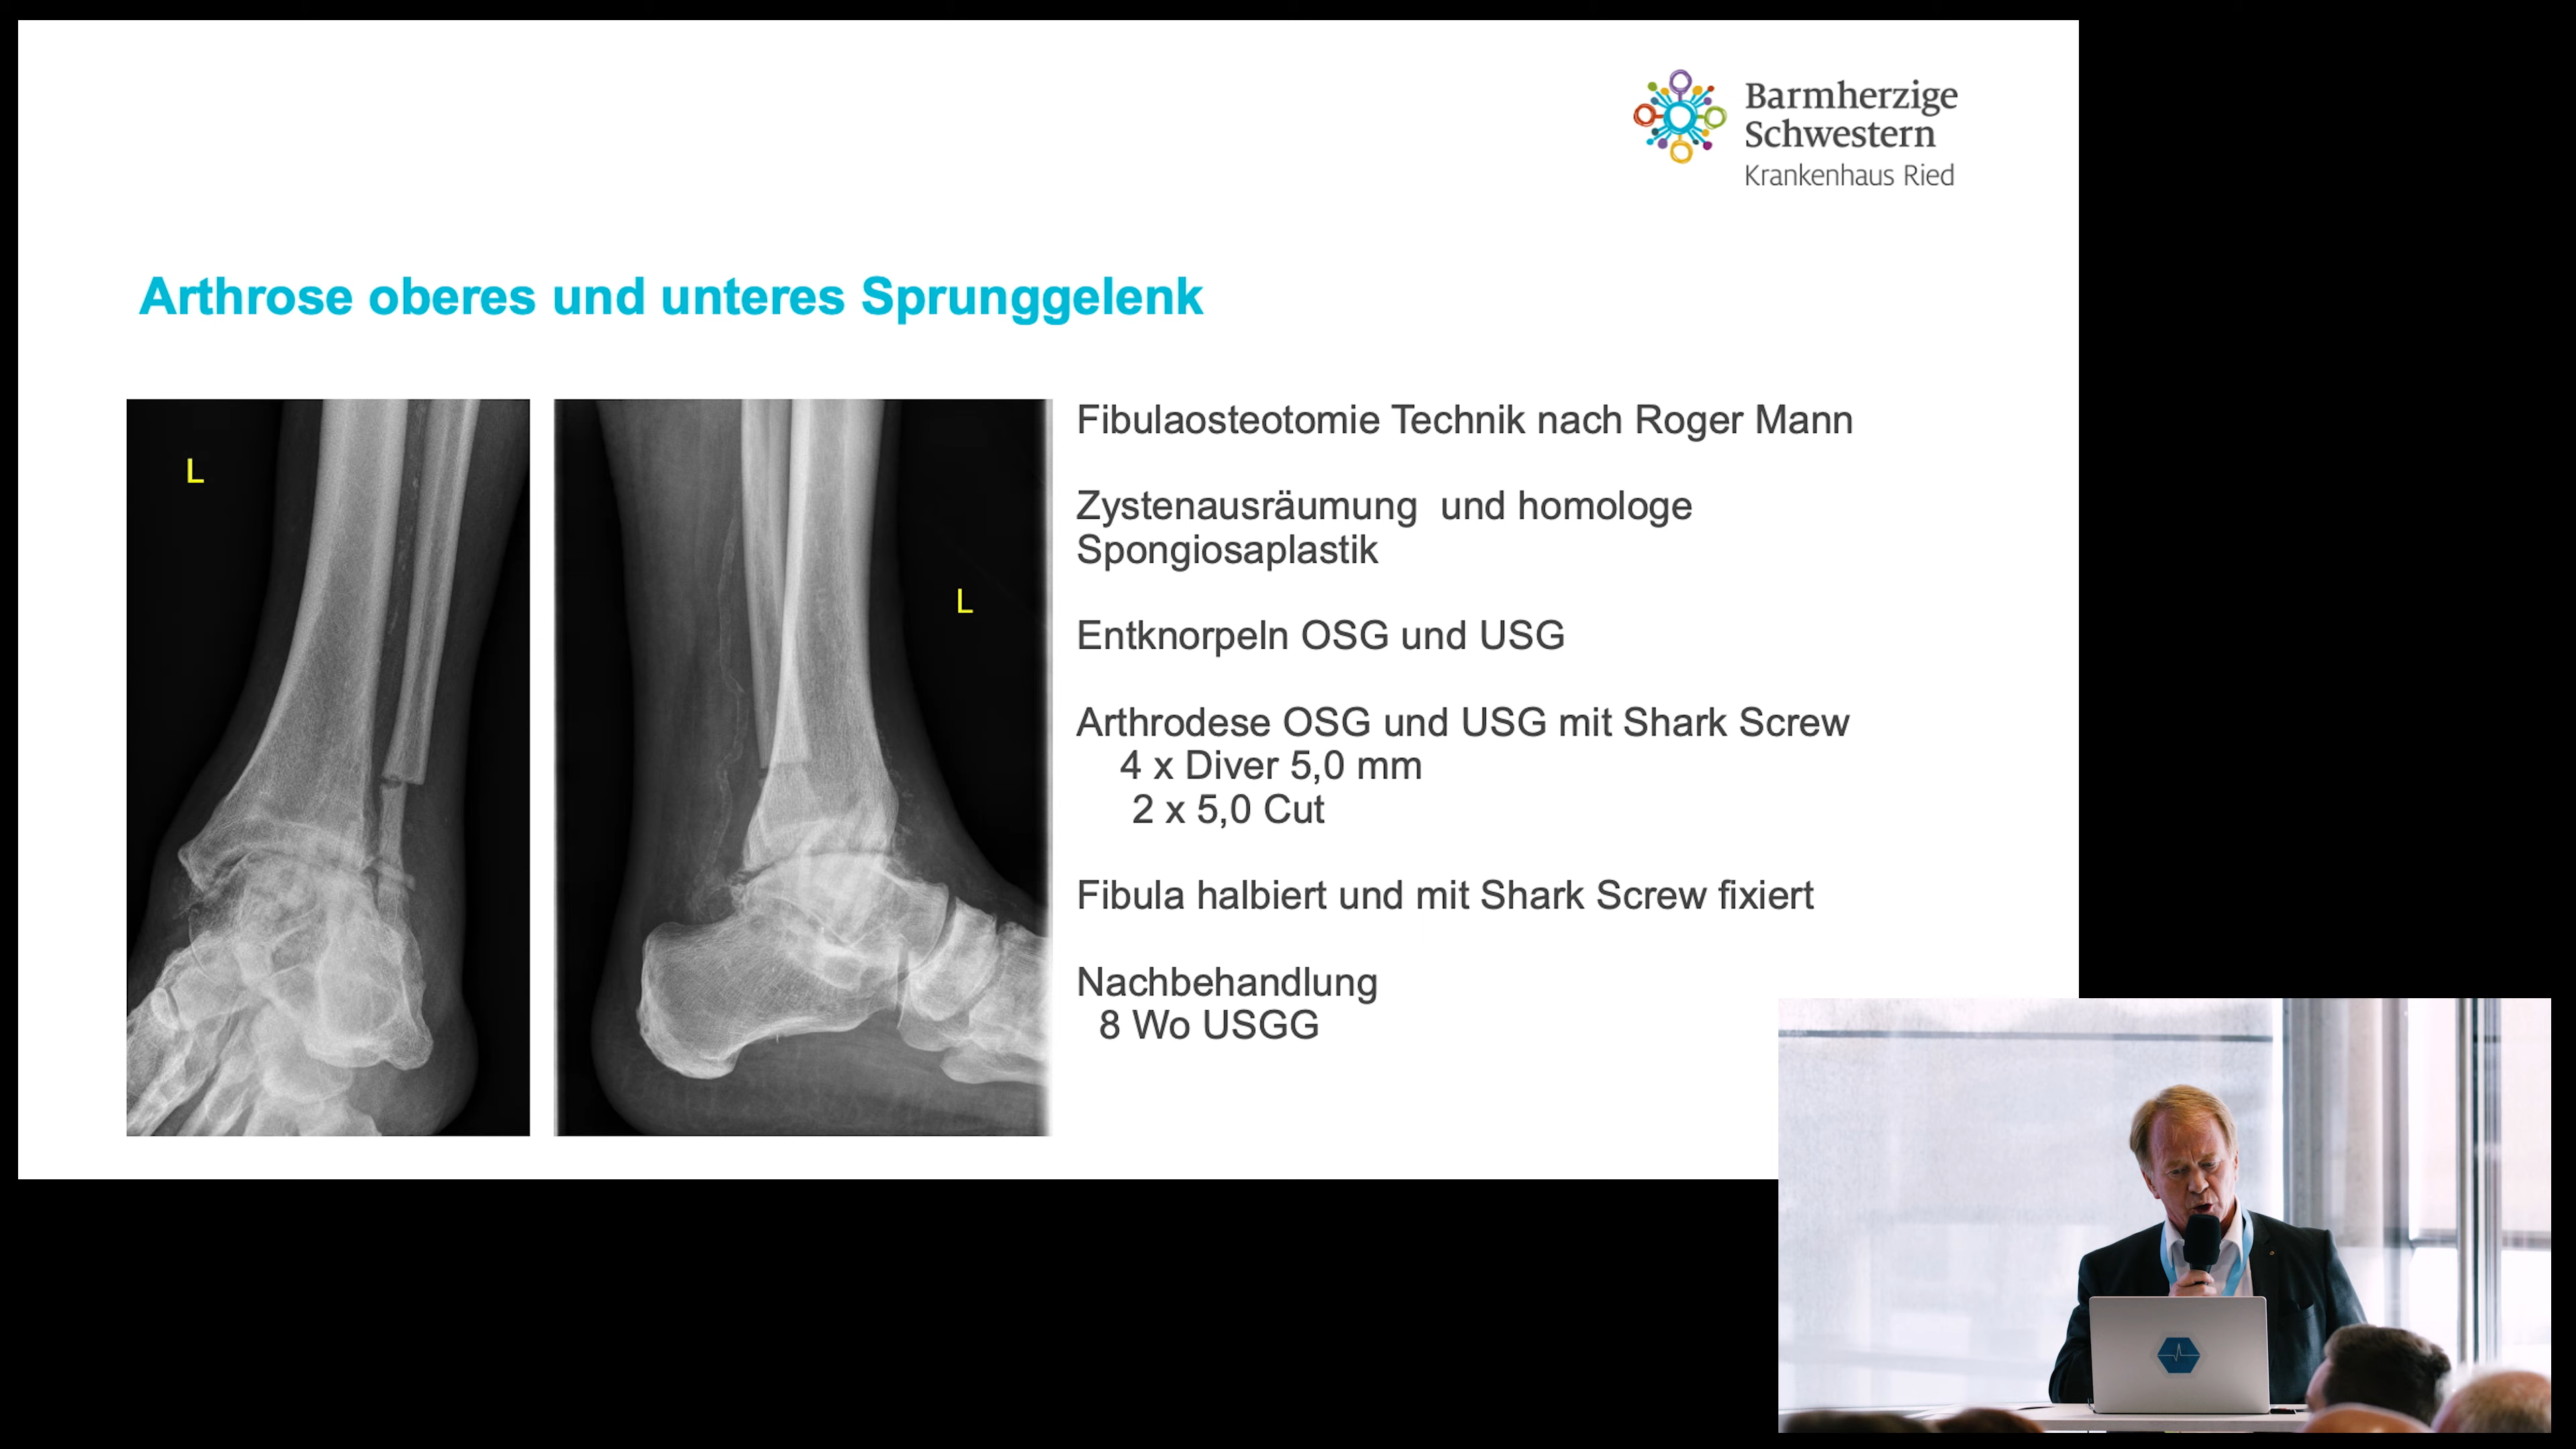 Barmherzige
Schwestern
Krankenhaus Ried
Arthrose oberes und unteres Sprunggelenk
L
L
Fibulaosteotomie Technik nach Roger Mann
Zystenausräumung und homologe
Spongiosaplastik
Entknorpeln OSG und USG
Arthrodese OSG und USG mit Shark Screw
4 x Diver 5,0 mm
2 x 5,0 Cut
Fibula halbiert und mit Shark Screw fixiert
Nachbehandlung
8 Wo USGG